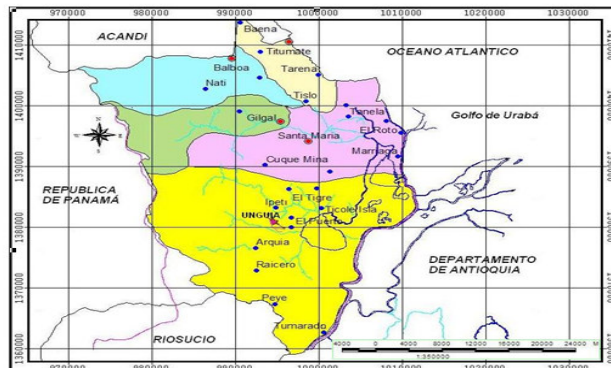 970000 980000 990000 1000000 1010000 1020000 1030000
1410000
ACANDI
Baena
OCEANO ATLANTICO
Titumate
Balboa
Tarena
Nati
Tislo
1400000
Tanela
Golfo de Urabá
Gilgal
El Roto
Santa Maria
Marriaga
1390000
Cuque Mina
REPUBLICA
DE PANAMÁ
El Tigre
Ipeti
Ticole Isla
UNGUIA
El Puerto
1380000
Arquia
DEPARTAMENTO
DE ANTIOQUIA
Raicero
1370000
Peye
Tumarado
RIOSUCIO
1360000
4000 0 4000 8000 12000 16000 20000 24000 M
1:350000
970000 980000 990000 1000000 1010000 1020000 1030000